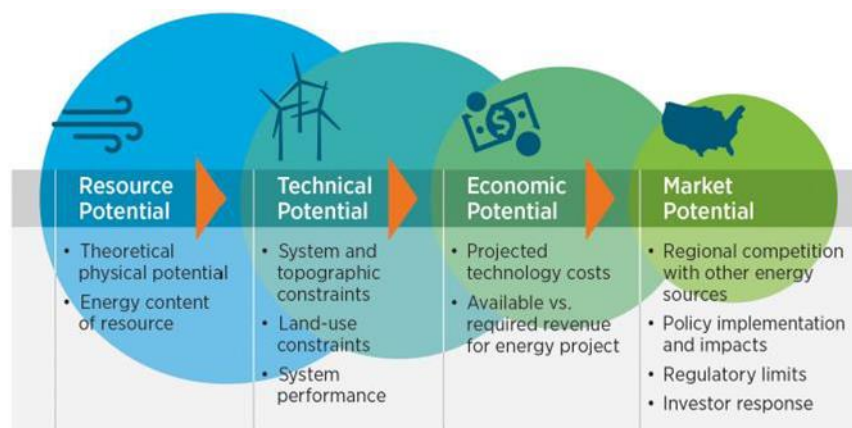 Resource
Potential
• Theoretical
physical potential
• Energy content
of resource
Technical
Potential
• System and
topographic
constraints
• Land-use
constraints
• System
performance
$
Economic
Potential
• Projected
technology costs
• Available vs.
required revenue
for energy project
Market
Potential
• Regional competition
with other energy
sources
• Policy implementation
and impacts
• Regulatory limits
• Investor response